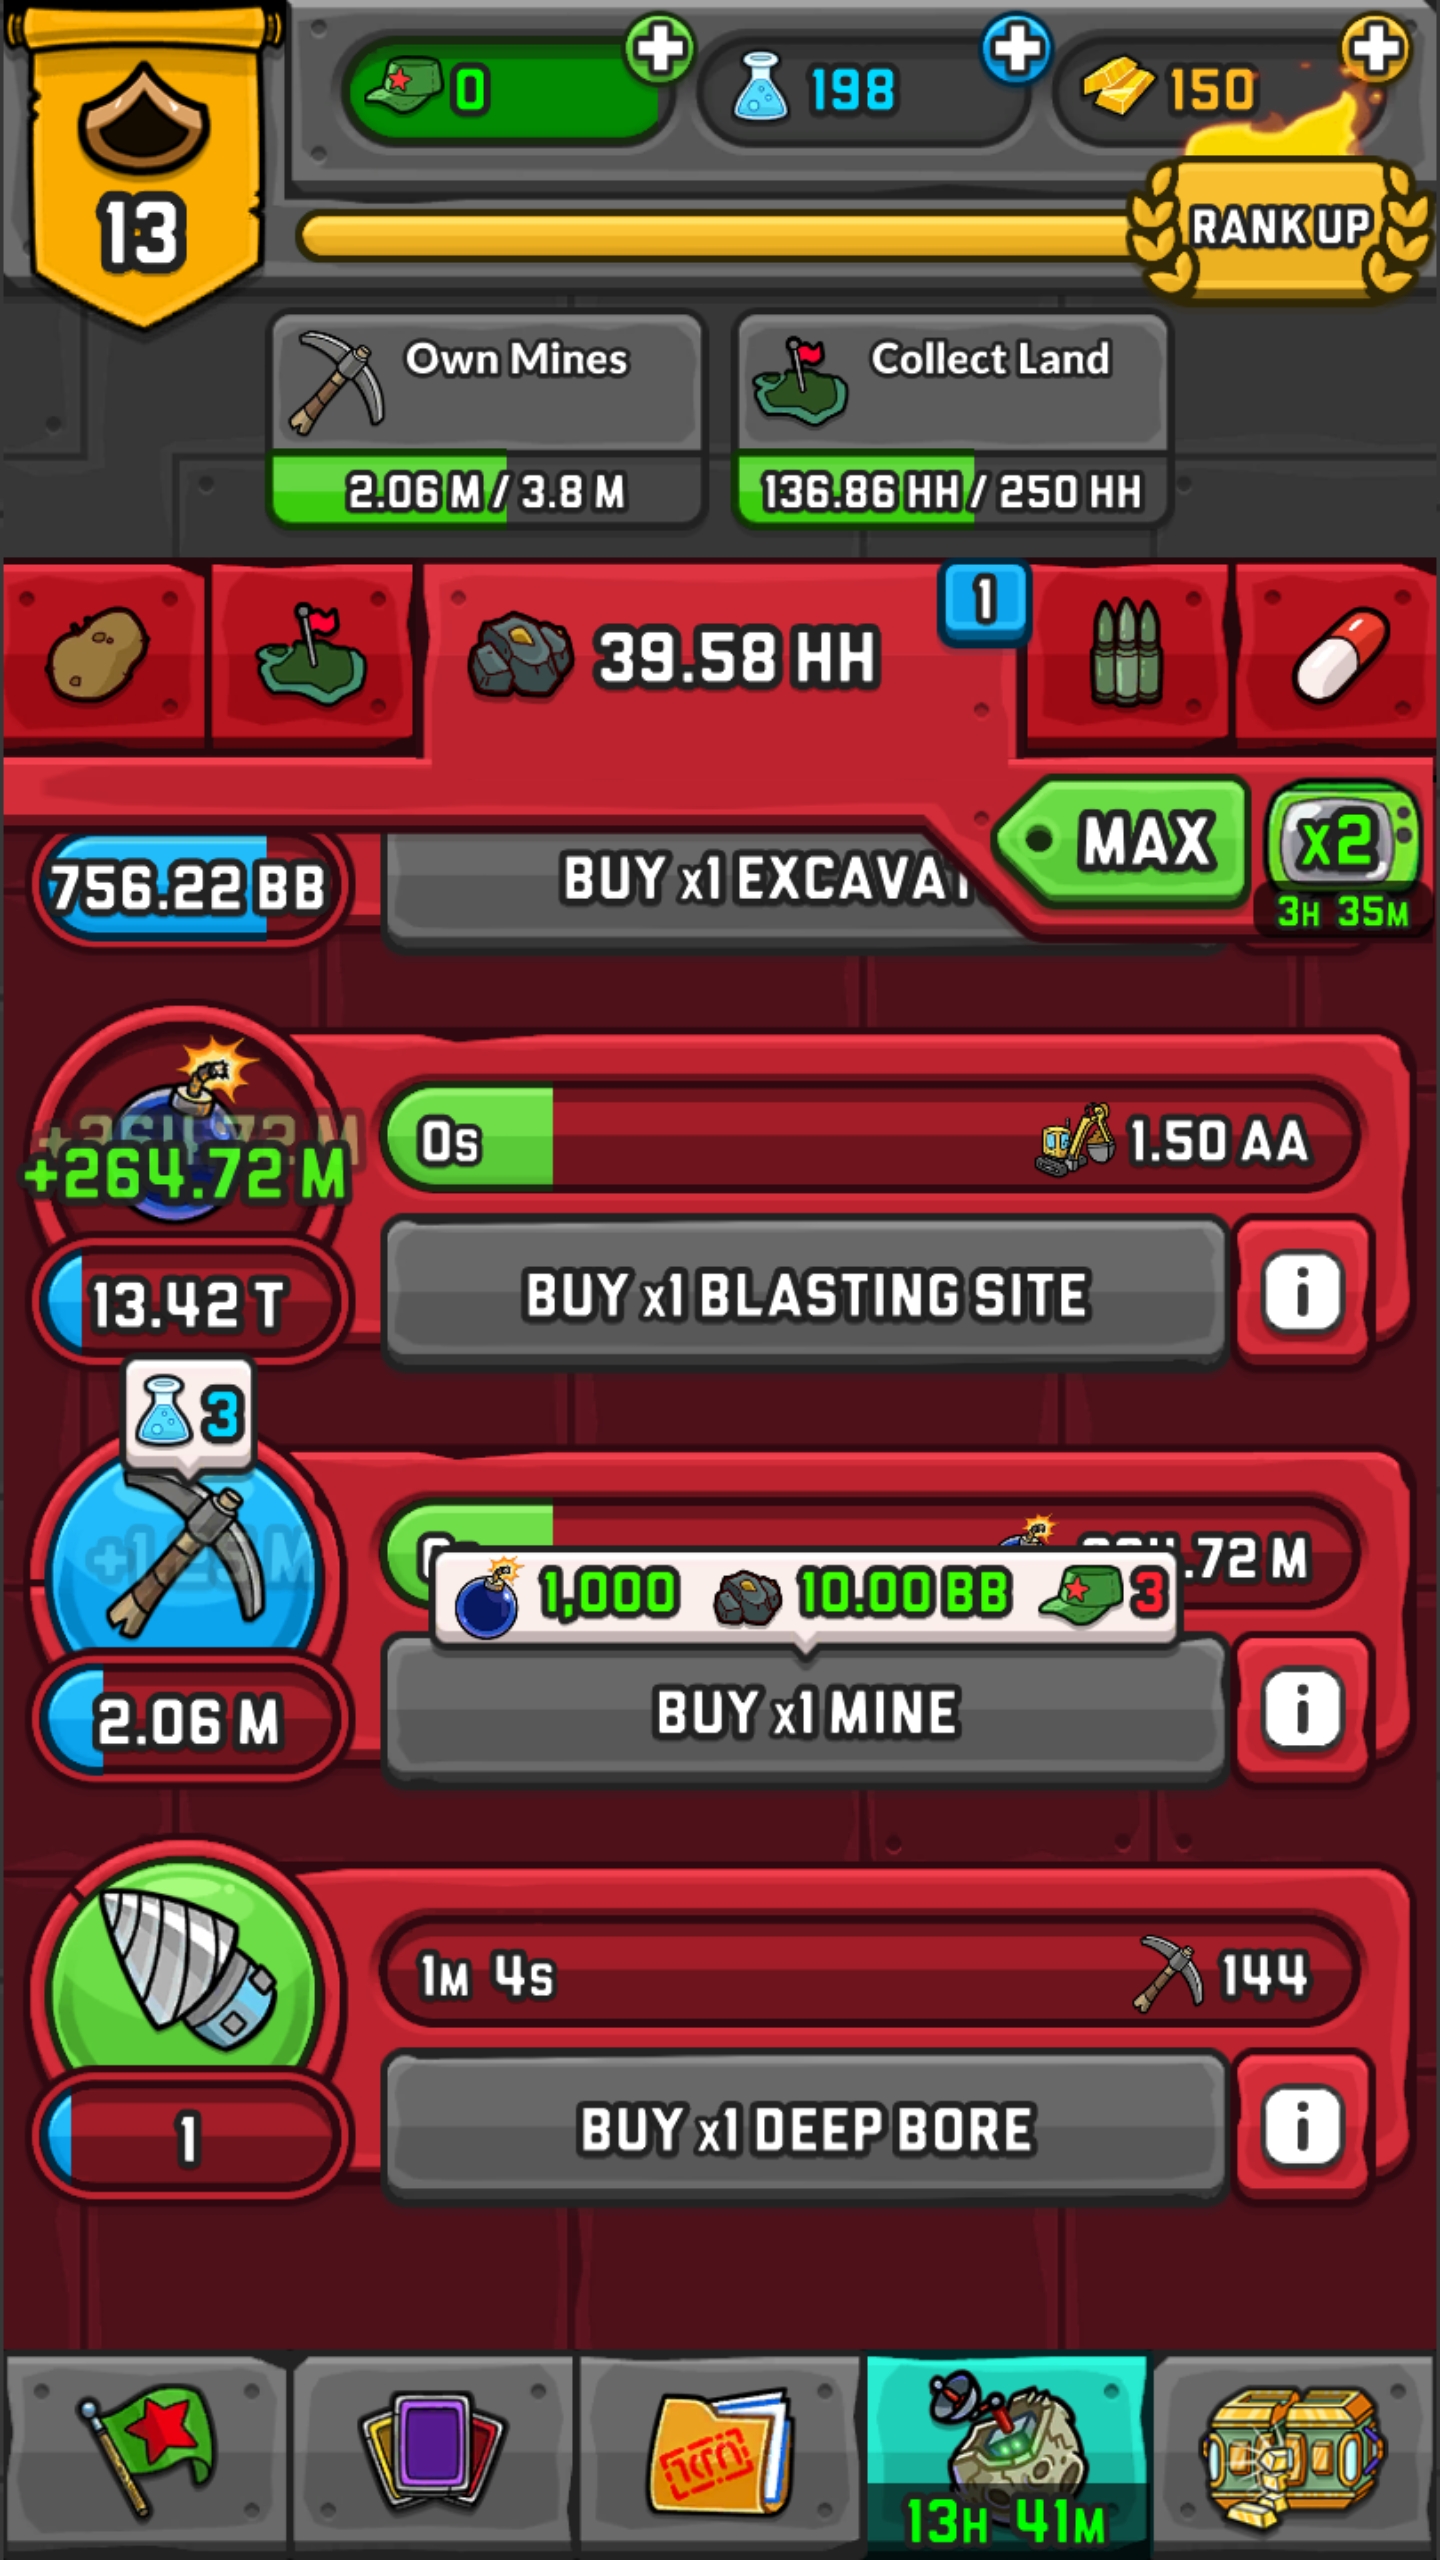 0
198
150
13
RANK UP
Own Mines
Collect Land
2.06 M / 3.8 M
136.86 HH / 250 HH
39.58 HH
1
MAX
x2
3H 35M
756.22 BB
BUY x1
0s
1.50 AA
+264.72 M
+264.72 M
13.42 T
BUY x1 BLASTING SITE
i
3
.72 M
1,000
10.00 BB
3
2.06 M
BUY x1 MINE
i
1M 4s
144
1
BUY x1 DEEP BORE
i
13H 41M